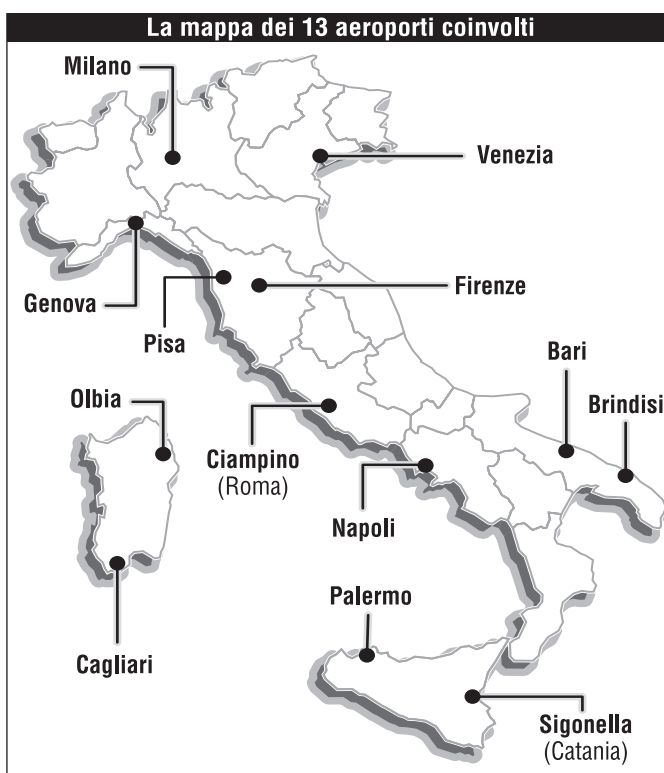 La mappa dei 13 aeroporti coinvolti
Milano
Venezia
Genova
Firenze
Pisa
Bari
Olbia
Brindisi
Ciampino
(Roma)
Napoli
Palermo
Cagliari
Sigonella
(Catania)